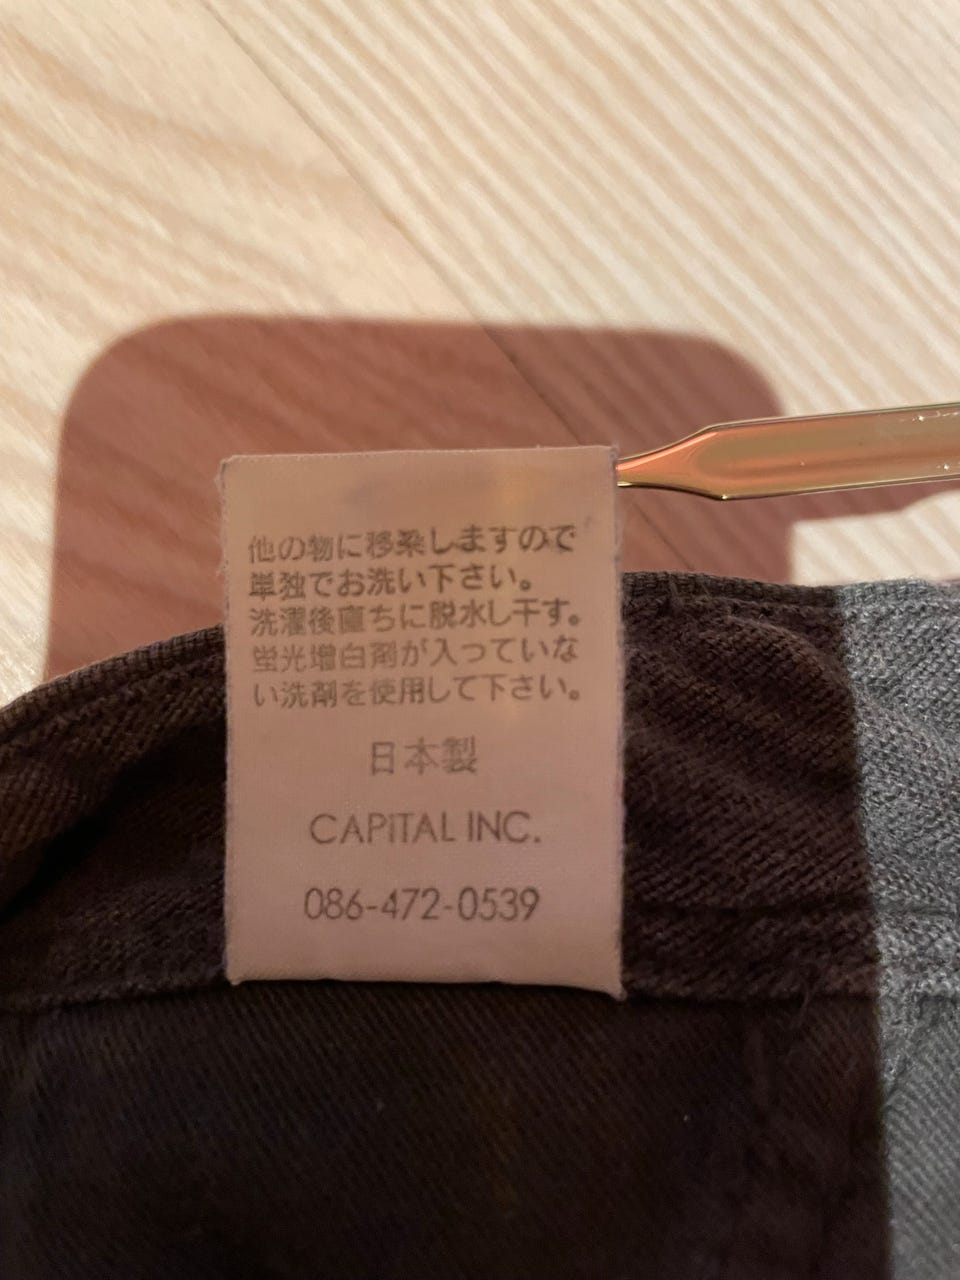 他の物に移染しますので
単独でお洗い下さい。
洗濯後直ちに脱水し干す。
蛍光増白剤が入っていな
い洗剤を使用して下さい。
日本製
CAPITAL INC.
086-472-0539